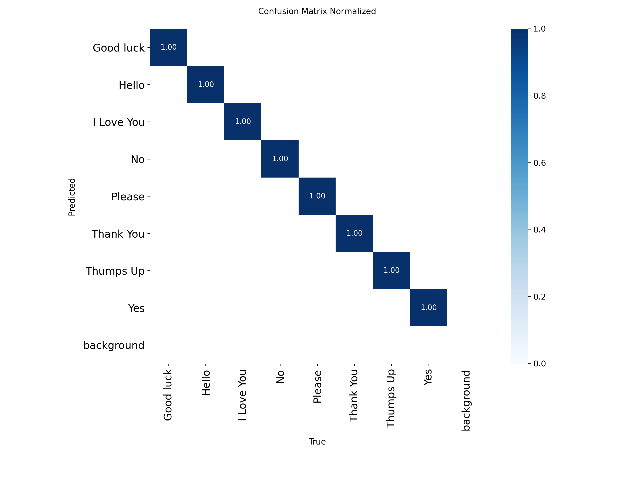 Confusion Matrix Normalized
Good luck
Hello
I Love You
No
Please
Thank You
Thumps Up
Yes
background
Predicted
1.00
1.00
1.00
1.00
1.00
1.00
1.00
1.00
1.0
0.8
0.6
0.4
0.2
0.0
Good luck
Hello
I Love You
No
Please
Thank You
Thumps Up
Yes
background
True